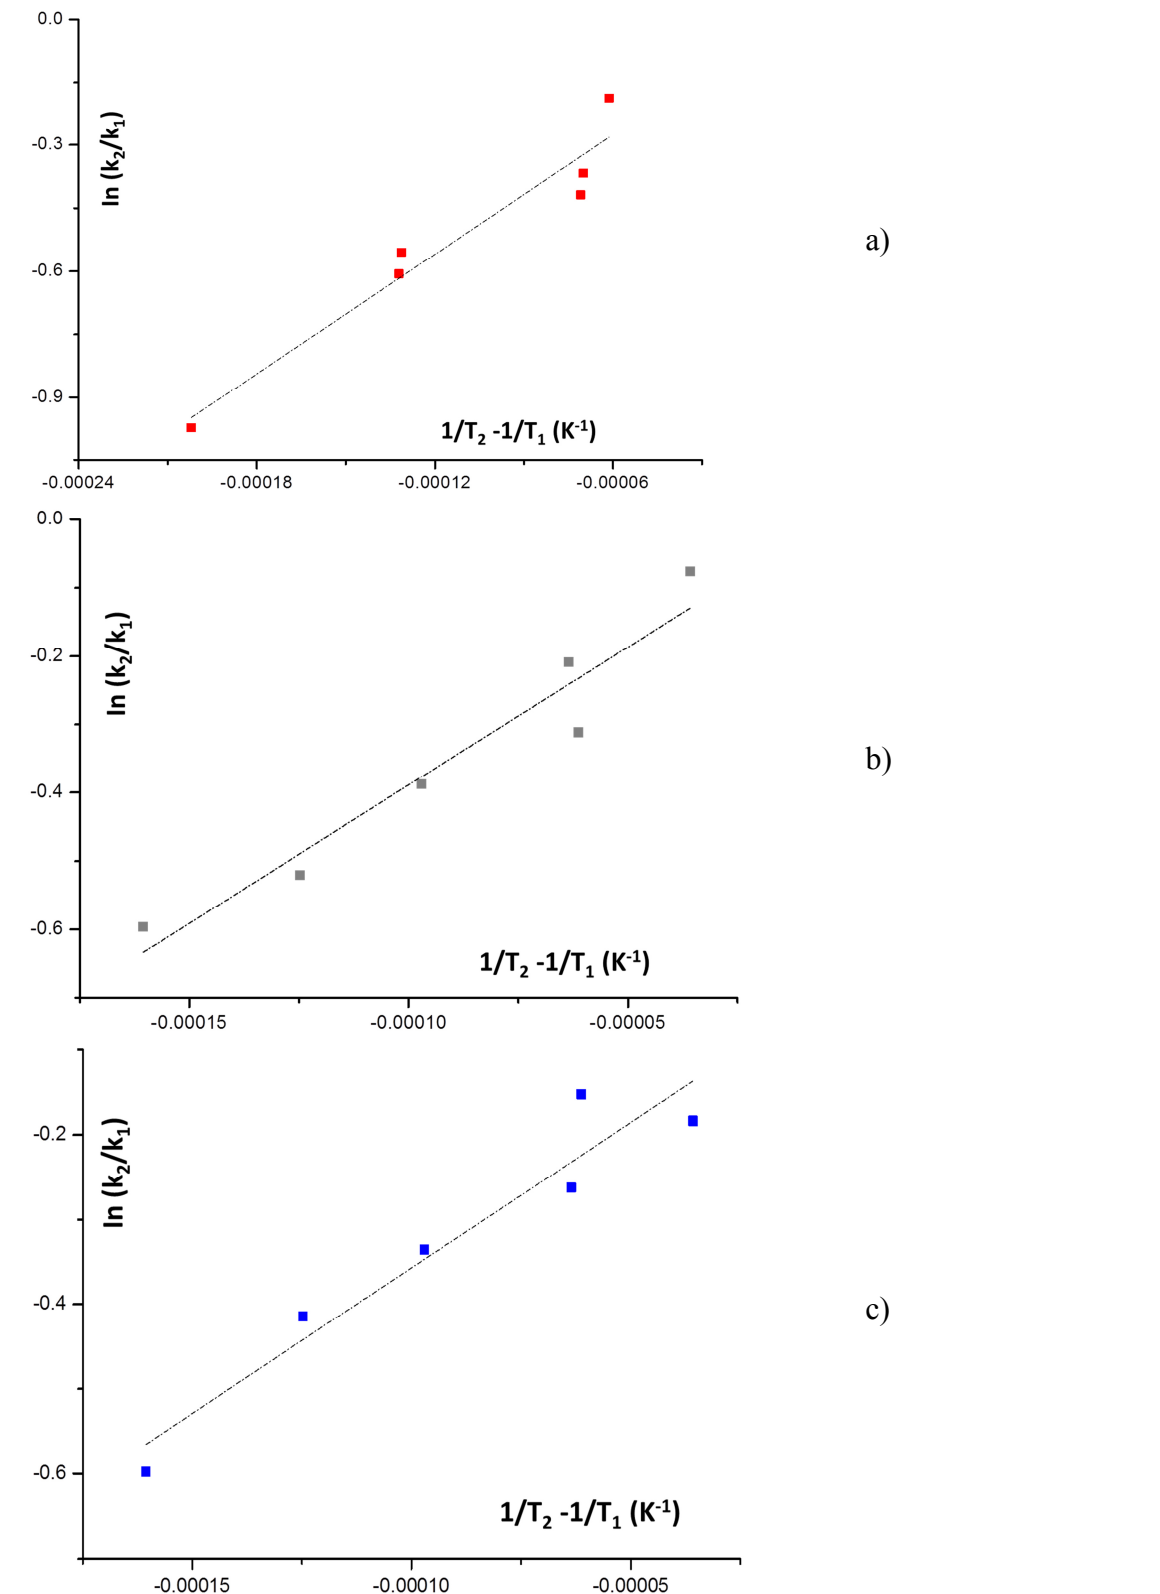 0.0
ln (k₂/k₁)
-0.3
a)
-0.6
-0.9
1/T₂ -1/T₁ (K⁻¹)
-0.00024 -0.00018 -0.00012 -0.00006
0.0
ln (k₂/k₁)
-0.2
b)
-0.4
-0.6
1/T₂ -1/T₁ (K⁻¹)
-0.00015 -0.00010 -0.00005
ln (k₂/k₁)
-0.2
-0.4
c)
-0.6
1/T₂ -1/T₁ (K⁻¹)
-0.00015 -0.00010 -0.00005